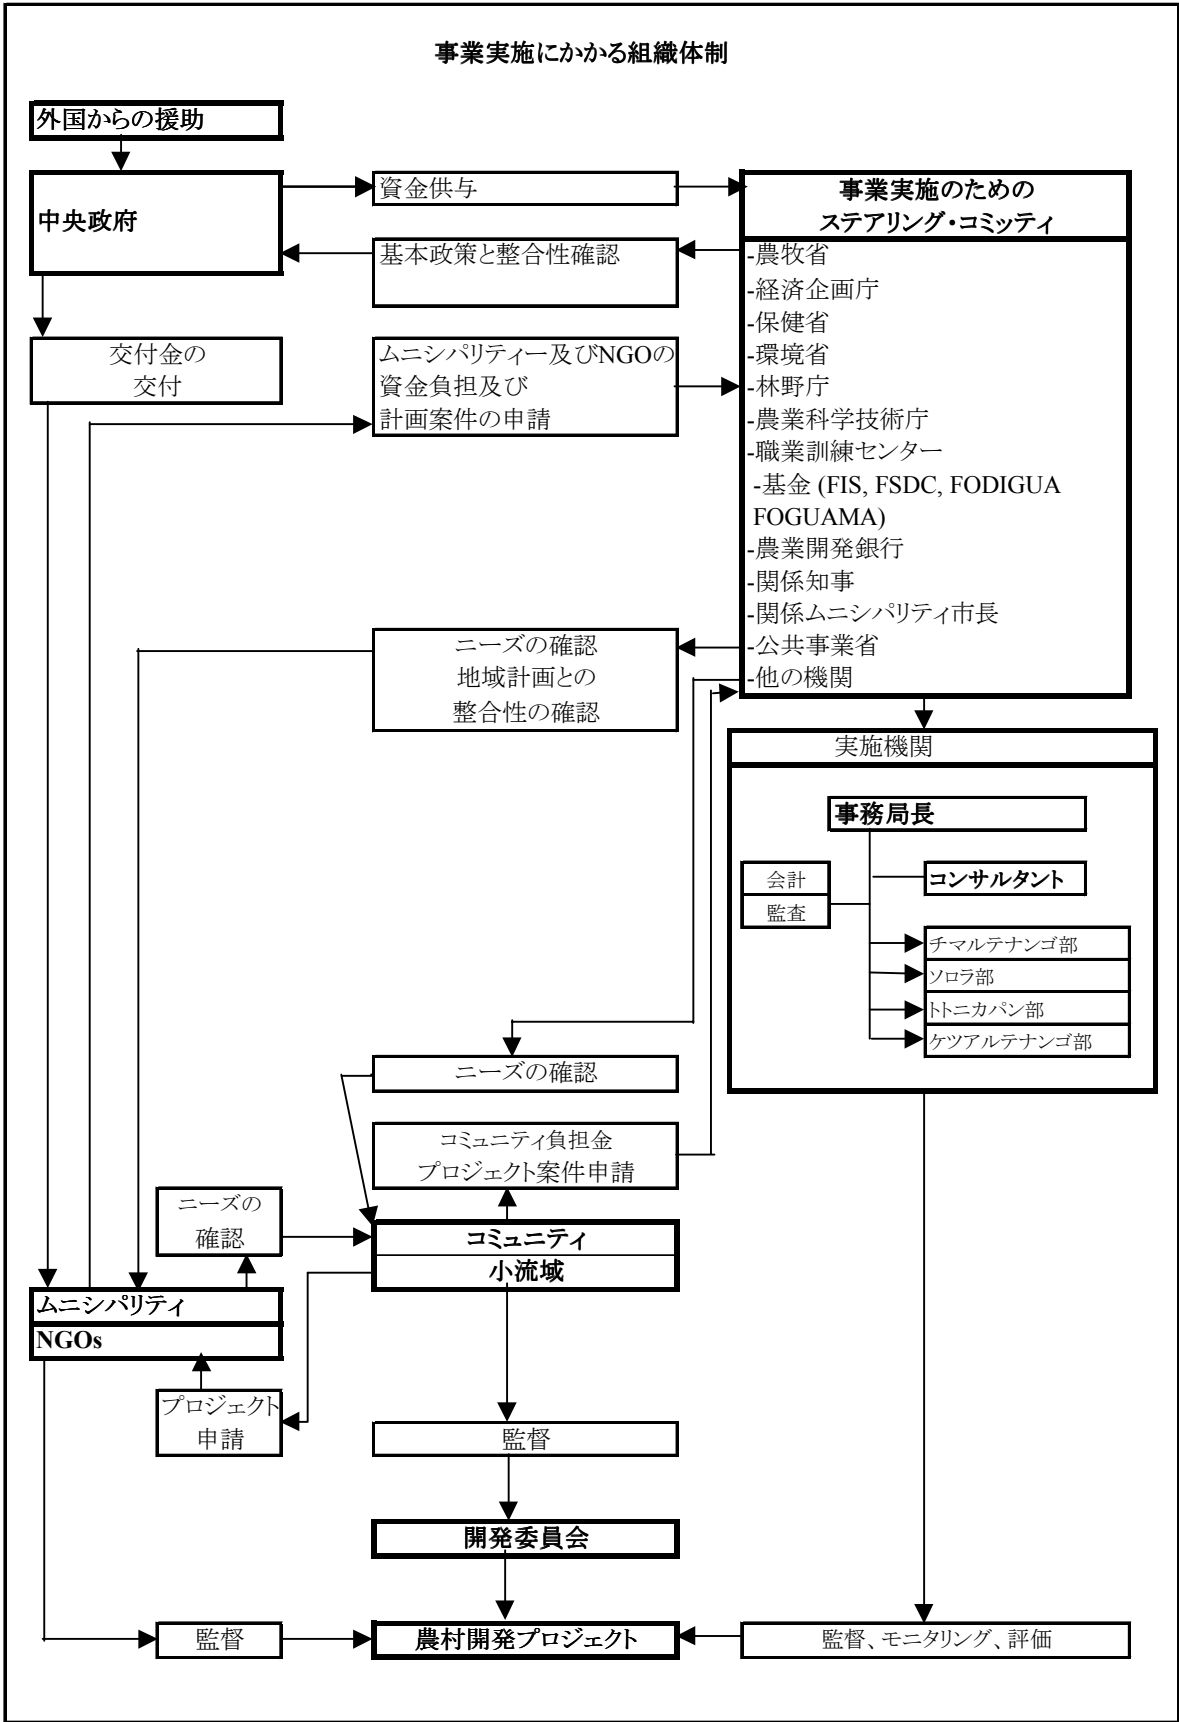 事業実施にかかる組織体制
外国からの援助
中央政府
資金供与
基本政策と整合性確認
交付金の
交付
ムニシパリティー及びNGOの
資金負担及び
計画案件の申請
事業実施のための
ステアリング・コミッティ
-農牧省
-経済企画庁
-保健省
-環境省
-林野庁
-農業科学技術庁
-職業訓練センター
-基金 (FIS, FSDC, FODIGUA
FOGUAMA)
-農業開発銀行
-関係知事
-関係ムニシパリティ市長
-公共事業省
-他の機関
ニーズの確認
地域計画との
整合性の確認
実施機関
事務局長
会計
監査
コンサルタント
チマルテナンゴ部
ソロラ部
トトニカパン部
ケツアルテナンゴ部
ニーズの確認
コミュニティ負担金
プロジェクト案件申請
ニーズの
確認
コミュニティ
小流域
ムニシパリティ
NGOs
プロジェクト
申請
監督
開発委員会
監督
農村開発プロジェクト
監督、モニタリング、評価